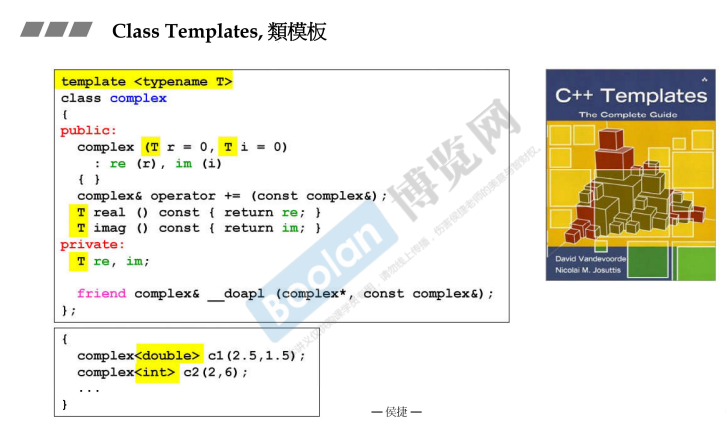 Class Templates, 類模板
template <typename T>
class complex
{
public:
complex (T r = 0, T i = 0)
: re (r), im (i)
{ }
complex& operator += (const complex&);
T real () const { return re; }
T imag () const { return im; }
private:
T re, im;
friend complex& __doapl (complex*, const complex&);
};
{
complex<double> c1(2.5,1.5);
complex<int> c2(2,6);
...
}
C++ Templates
The Complete Guide
David Vandevoorde
Nicolai M. Josuttis
Boolan
博览网
— 侯捷 —